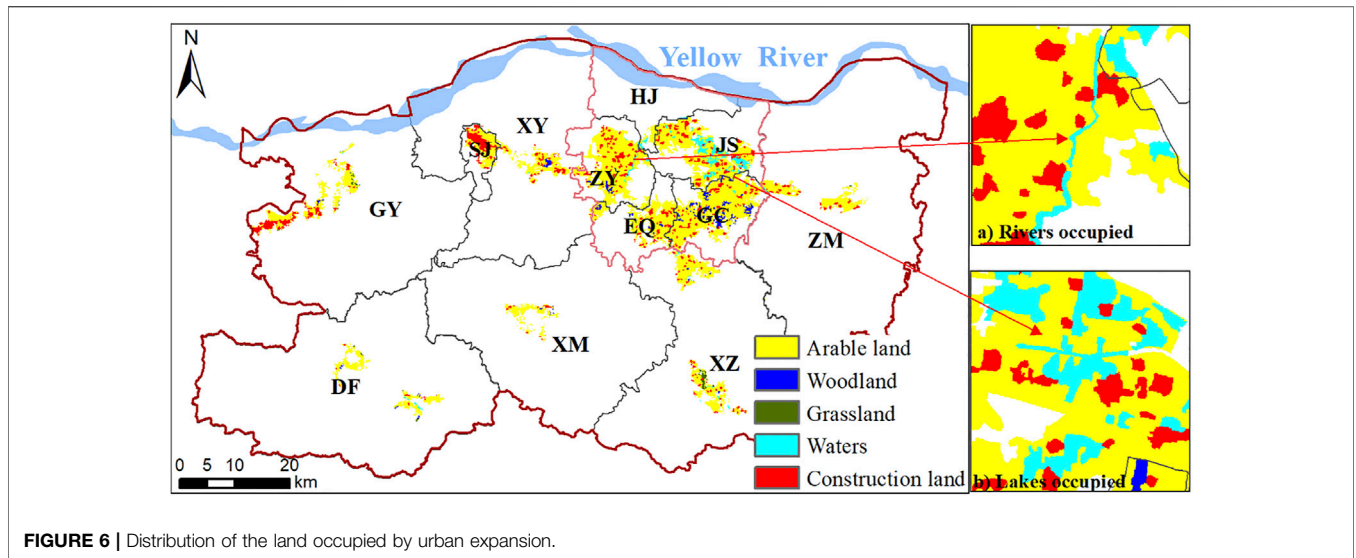 N
Yellow River
HJ
XY
JS
SJ
ZY
GY
GC
EQ
ZM
XM
XZ
DF
Arable land
Woodland
Grassland
Waters
Construction land
0 5 10 20
km
a) Rivers occupied
b) Lakes occupied
FIGURE 6 | Distribution of the land occupied by urban expansion.